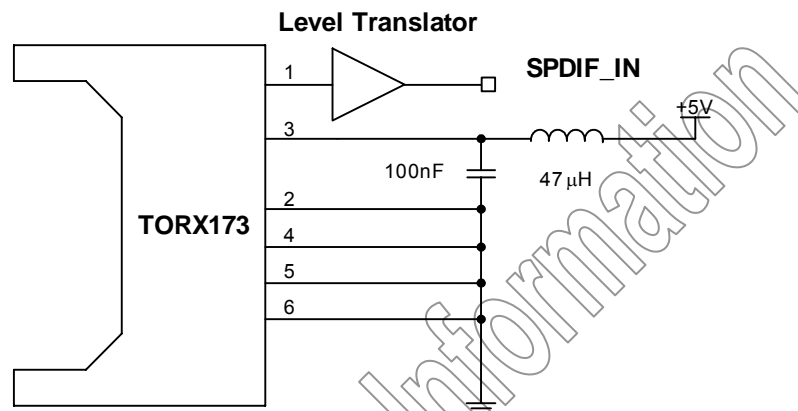 Level Translator
1
SPDIF_IN
+5V
3
100nF
47 μH
2
TORX173
4
5
6
Information